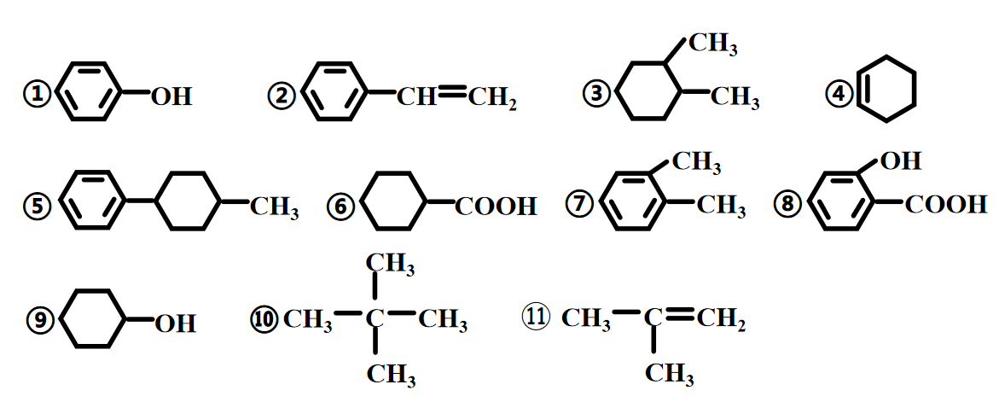 ① OH ② CH CH₂ ③ CH₃ CH₃ ④
⑤ CH₃ ⑥ COOH ⑦ CH₃ CH₃ ⑧ OH COOH
⑨ OH ⑩ CH₃ CH₃ C CH₃ CH₃ ⑪ CH₃ C CH₂ CH₃